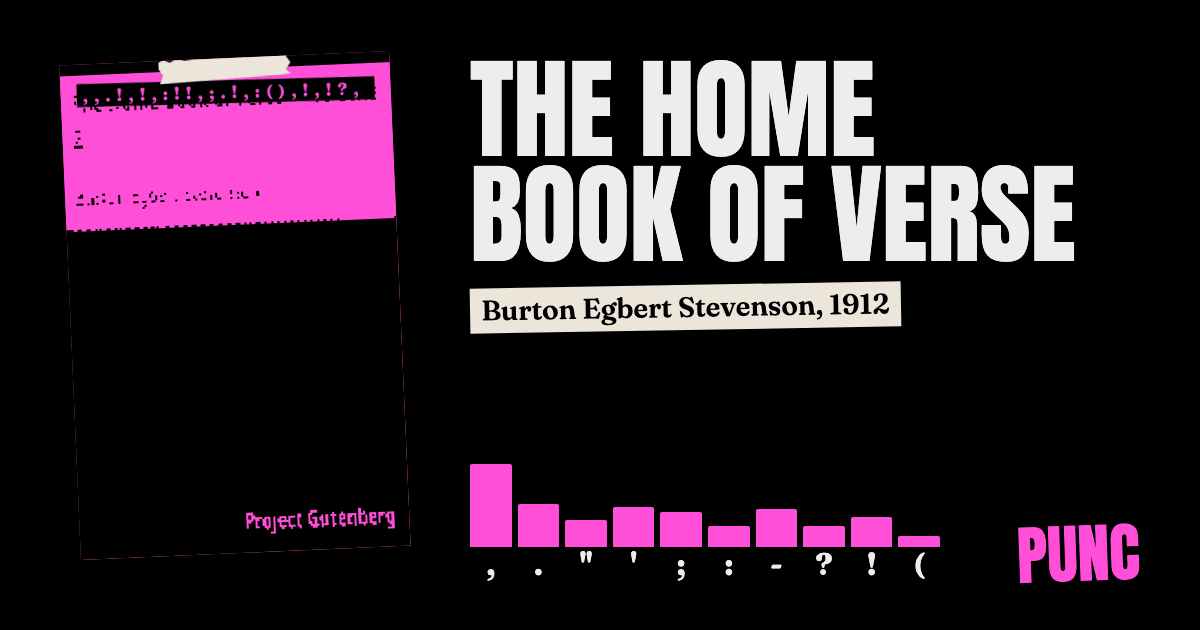 ,,.!,!,:!!,;.!,:(),!,!?,
Project Gutenberg
THE HOME
BOOK OF VERSE
Burton Egbert Stevenson, 1912
, . " ' ; : - ? ! (
PUNC